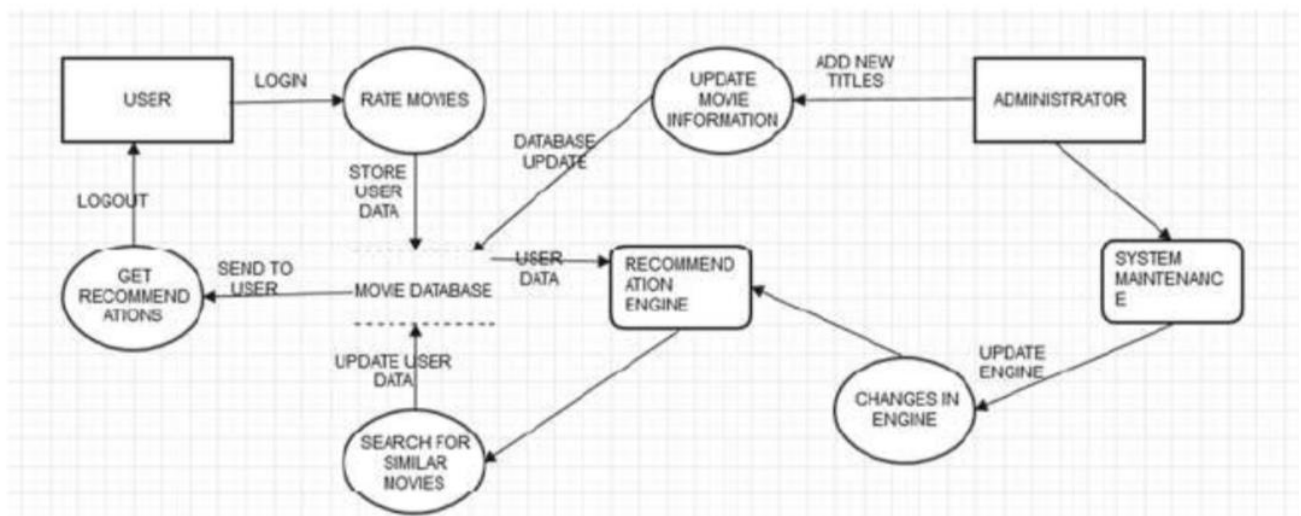 USER
LOGIN
RATE MOVIES
UPDATE
MOVIE
INFORMATION
ADD NEW
TITLES
ADMINISTRATOR
DATABASE
UPDATE
STORE
USER
DATA
LOGOUT
GET
RECOMMEND
ATIONS
SEND TO
USER
MOVIE DATABASE
USER
DATA
RECOMMEND
ATION
ENGINE
SYSTEM
MAINTENANC
E
UPDATE USER
DATA
UPDATE
ENGINE
CHANGES IN
ENGINE
SEARCH FOR
SIMILAR
MOVIES